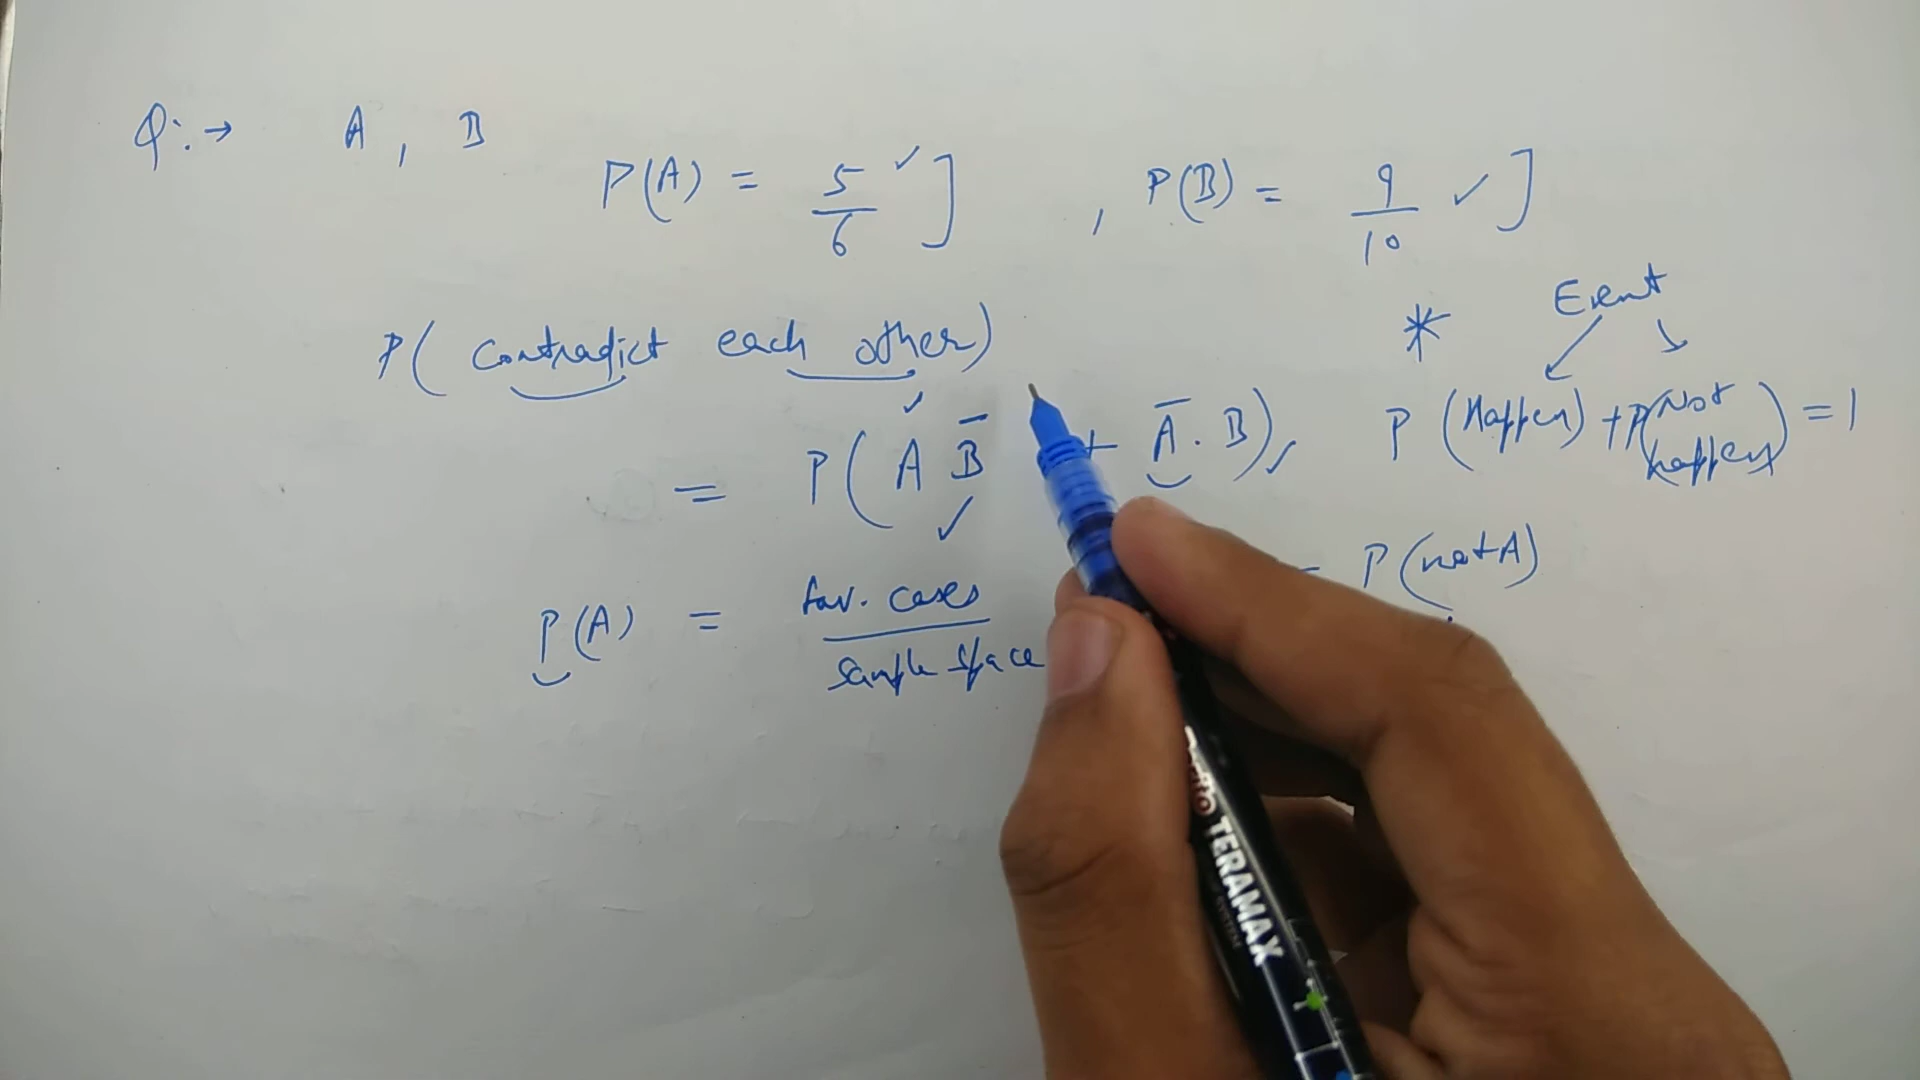 Q:→ A, B
P(A) = 5/6 ✓] , P(B) = 9/10 ✓]
Event
P( Contradict each other) *
= P( A B̅ + A̅ . B), P (Happen) + P(Not happen) = 1
= P(not A)
P(A) = fav. cases / sample space
TERAMAX